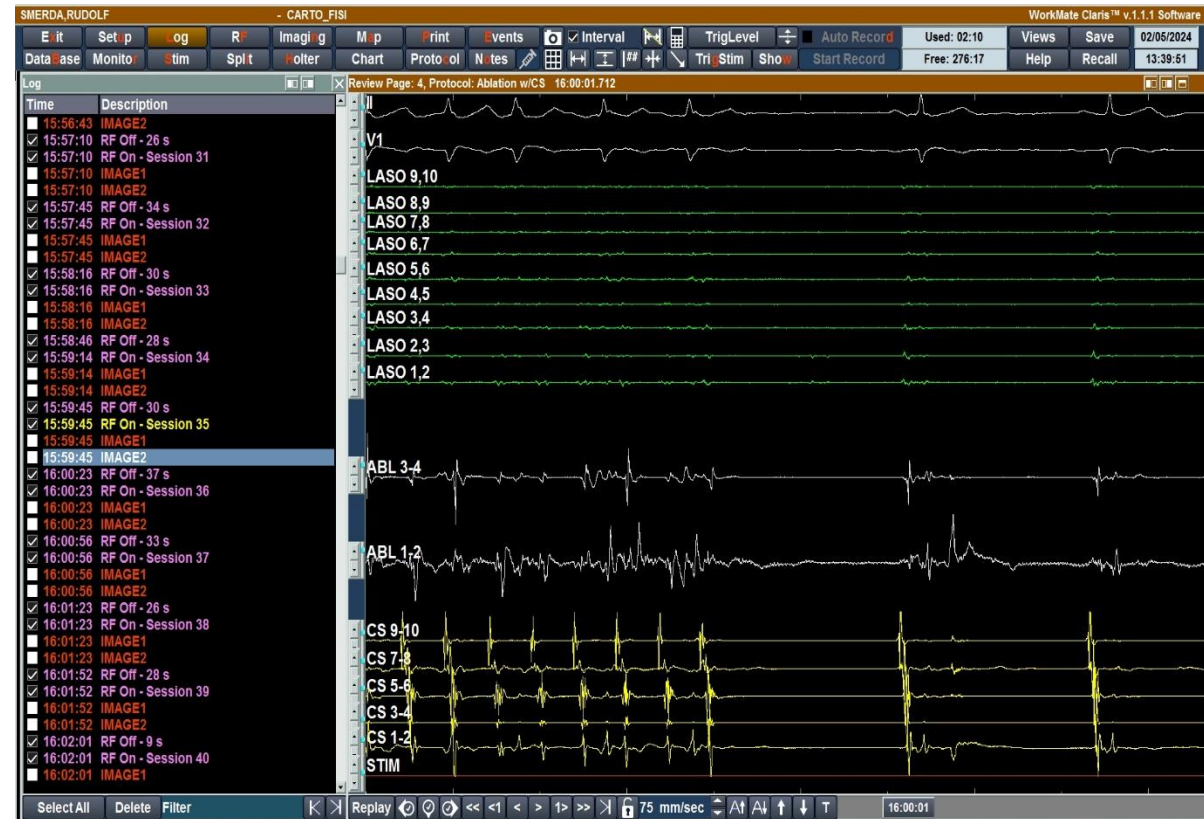 SMERDA,RUDOLF - CARTO_FISI WorkMate Claris™ v.1.1.1 Software
Exit Setup Log RF Imaging Map Print Events Interval TrigLevel Auto Record Used: 02:10 Views Save 02/05/2024
DataBase Monitor Stim Split Holter Chart Protocol Notes ## TrigStim Show Start Record Free: 276:17 Help Recall 13:39:51
Log
Time Description
15:56:43 IMAGE2
15:57:10 RF Off - 26 s
15:57:10 RF On - Session 31
15:57:10 IMAGE1
15:57:10 IMAGE2
15:57:45 RF Off - 34 s
15:57:45 RF On - Session 32
15:57:45 IMAGE1
15:57:45 IMAGE2
15:58:16 RF Off - 30 s
15:58:16 RF On - Session 33
15:58:16 IMAGE1
15:58:16 IMAGE2
15:58:46 RF Off - 28 s
15:59:14 RF On - Session 34
15:59:14 IMAGE1
15:59:14 IMAGE2
15:59:45 RF Off - 30 s
15:59:45 RF On - Session 35
15:59:45 IMAGE1
15:59:45 IMAGE2
16:00:23 RF Off - 37 s
16:00:23 RF On - Session 36
16:00:23 IMAGE1
16:00:23 IMAGE2
16:00:56 RF Off - 33 s
16:00:56 RF On - Session 37
16:00:56 IMAGE1
16:00:56 IMAGE2
16:01:23 RF Off - 26 s
16:01:23 RF On - Session 38
16:01:23 IMAGE1
16:01:23 IMAGE2
16:01:52 RF Off - 28 s
16:01:52 RF On - Session 39
16:01:52 IMAGE1
16:01:52 IMAGE2
16:02:01 RF Off - 9 s
16:02:01 RF On - Session 40
16:02:01 IMAGE1
Select All Delete Filter
Review Page: 4, Protocol: Ablation w/CS 16:00:01.712
II
V1
LASO 9,10
LASO 8,9
LASO 7,8
LASO 6,7
LASO 5,6
LASO 4,5
LASO 3,4
LASO 2,3
LASO 1,2
ABL 3-4
ABL 1-2
CS 9-10
CS 7-8
CS 5-6
CS 3-4
CS 1-2
STIM
Replay << <1 < > 1> >> 75 mm/sec A A T 16:00:01